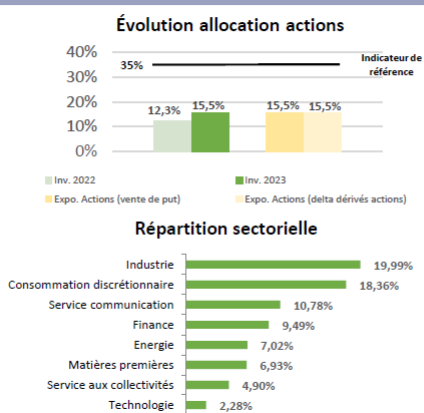 Évolution allocation actions
40%
30%
20%
10%
0%
35%
Indicateur de
référence
12,3%
15,5%
15,5%
15,5%
Inv. 2022
Inv. 2023
Expo. Actions (vente de put)
Expo. Actions (delta dérivés actions)
Répartition sectorielle
Industrie 19,99%
Consommation discrétionnaire 18,36%
Service communication 10,78%
Finance 9,49%
Energie 7,02%
Matières premières 6,93%
Service aux collectivités 4,90%
Technologie 2,28%